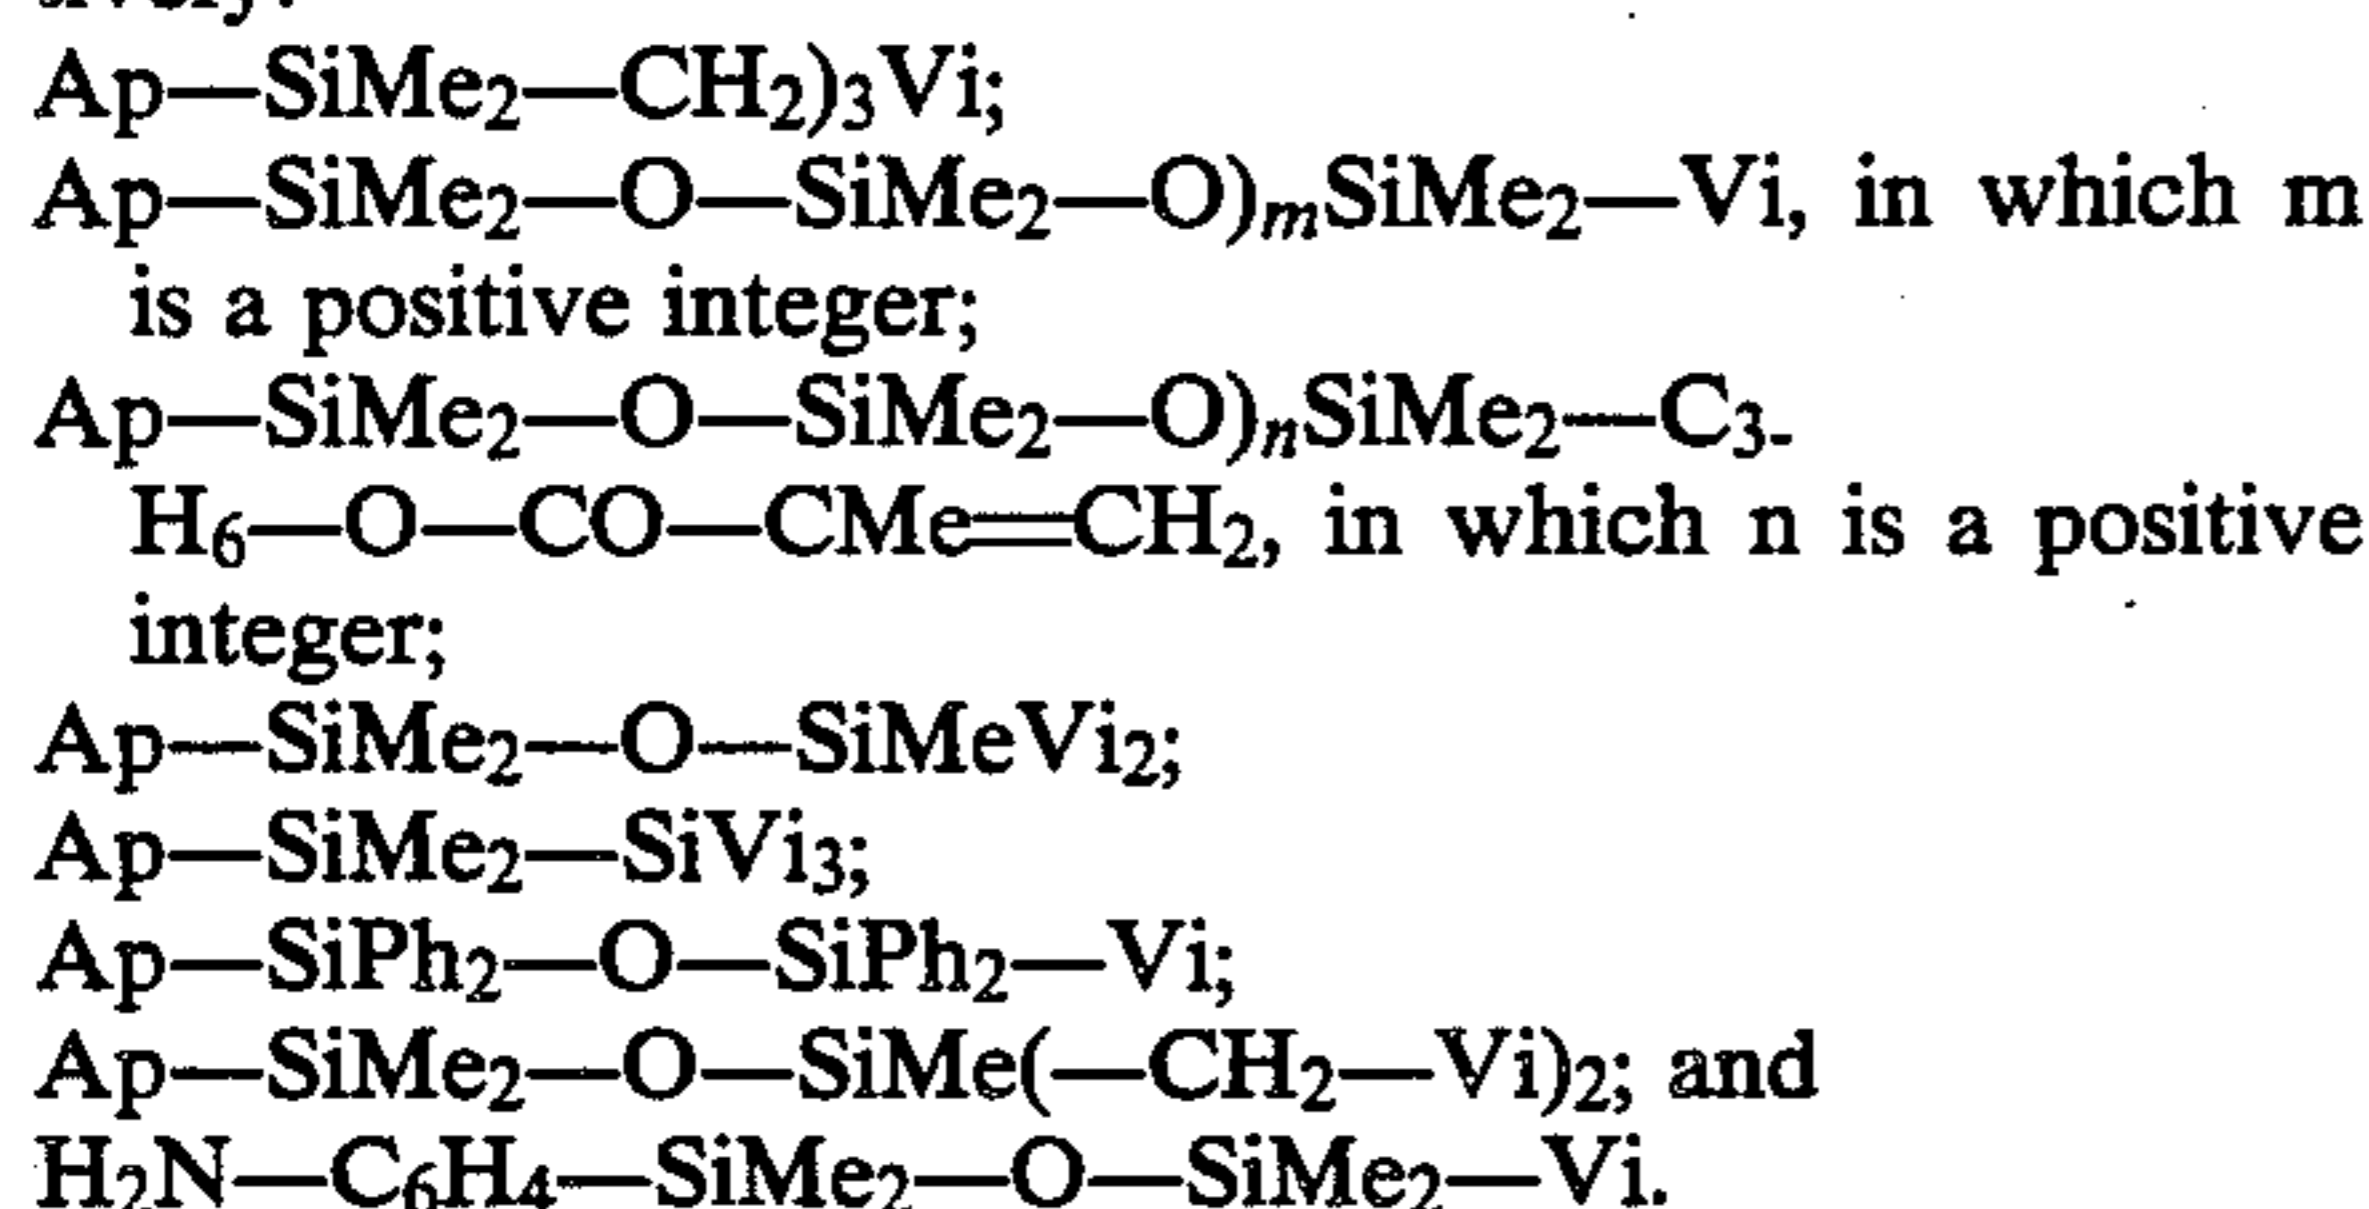 Ap—SiMe2—CH2)3Vi;
Ap—SiMe2—O—SiMe2—O)mSiMe2—Vi, in which m
is a positive integer;
Ap—SiMe2—O—SiMe2—O)nSiMe2—C3-
H6—O—CO—CMe=CH2, in which n is a positive
integer;
Ap—SiMe2—O—SiMeVi2;
Ap—SiMe2—SiVi3;
Ap—SiPh2—O—SiPh2—Vi;
Ap—SiMe2—O—SiMe(—CH2—Vi)2; and
H2N—C6H4—SiMe2—O—SiMe2—Vi.